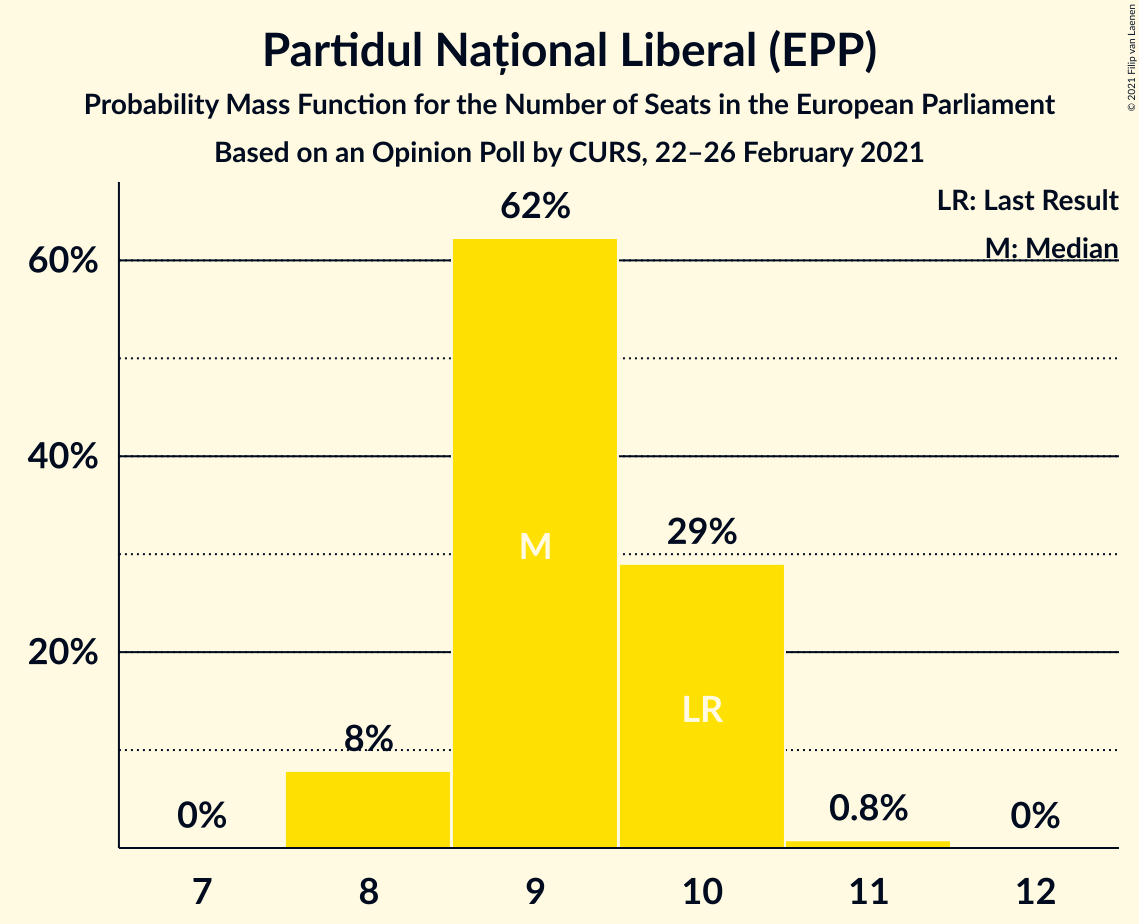 Partidul Național Liberal (EPP)
Probability Mass Function for the Number of Seats in the European Parliament
Based on an Opinion Poll by CURS, 22–26 February 2021
© 2021 Filip van Laenen
LR: Last Result
M: Median
62%
60%
40%
29%
M
20%
LR
8%
0%
0.8%
0%
7
8
9
10
11
12